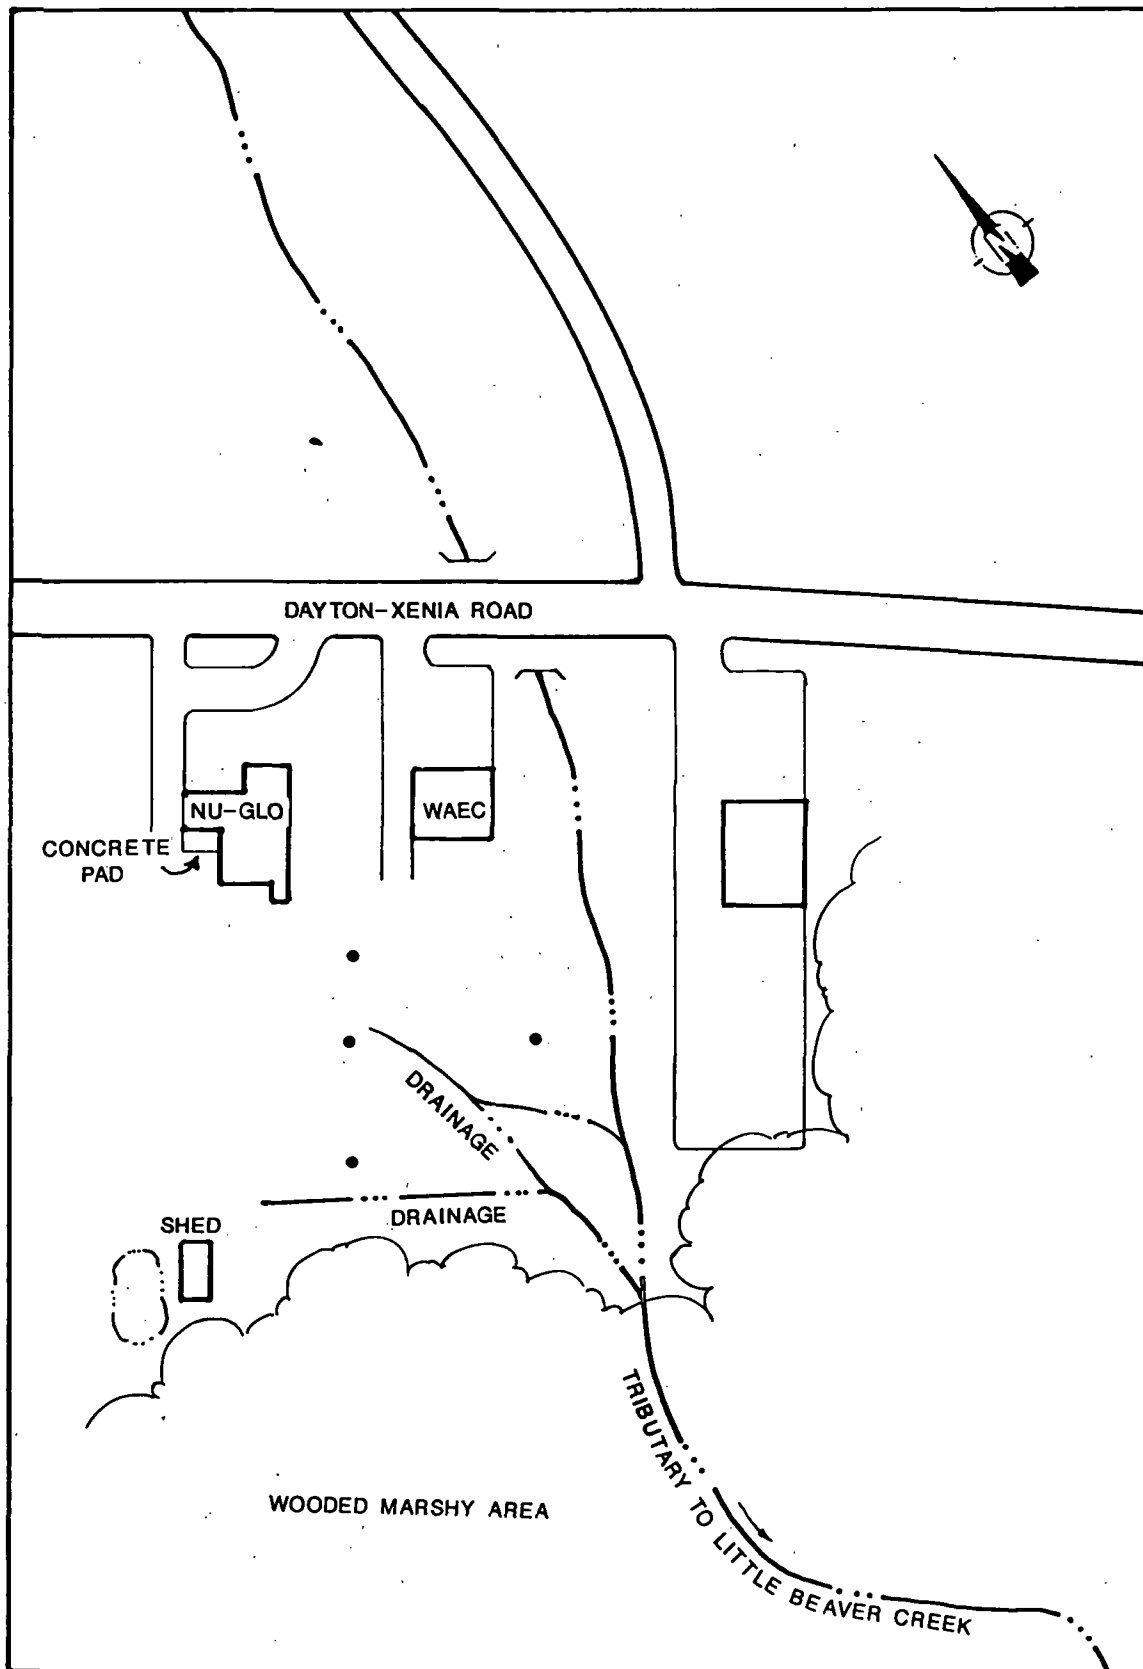 DAYTON-XENIA ROAD
NU-GLO
WAEC
CONCRETE
PAD
DRAINAGE
DRAINAGE
SHED
TRIBUTARY TO LITTLE BEAVER CREEK
WOODED MARSHY AREA